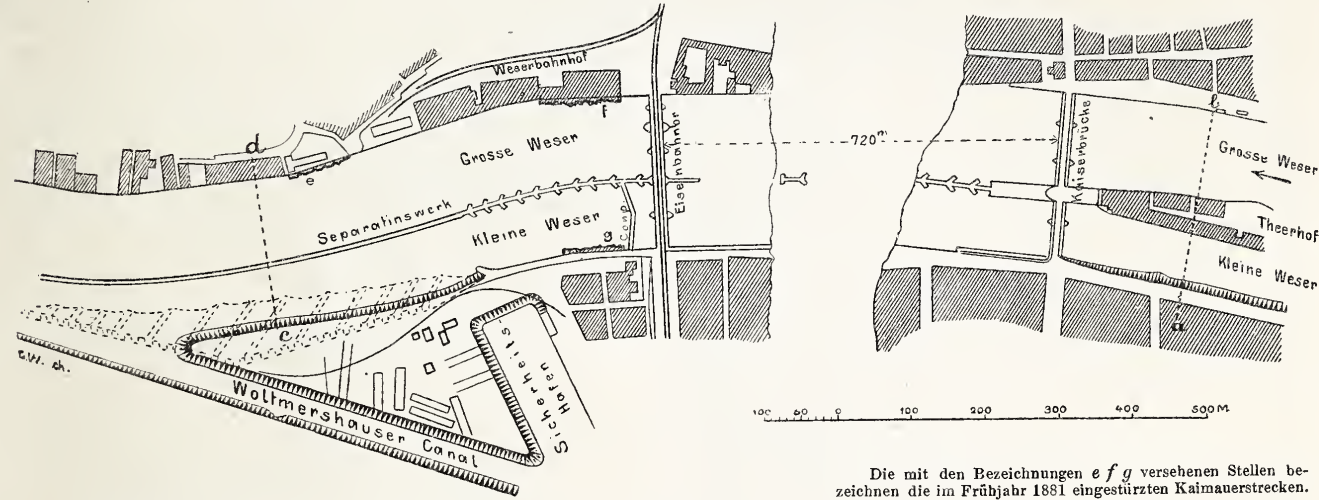 Weserbahnhof
f
d
e
Grosse Weser
Separatinswerk
Kleine Weser
g
Coup.
Eisenbahnbr
720m
Kaiserbrücke
b
Grosse Weser
Theerhof
Kleine Weser
a
c
Sicherheits-
Hafen
Woltmershauser Canal
100 50 0 100 200 300 400 500 M
Die mit den Bezeichnungen e f g versehenen Stellen be-
zeichnen die im Frühjahr 1881 eingestürzten Kaimauerstrecken.